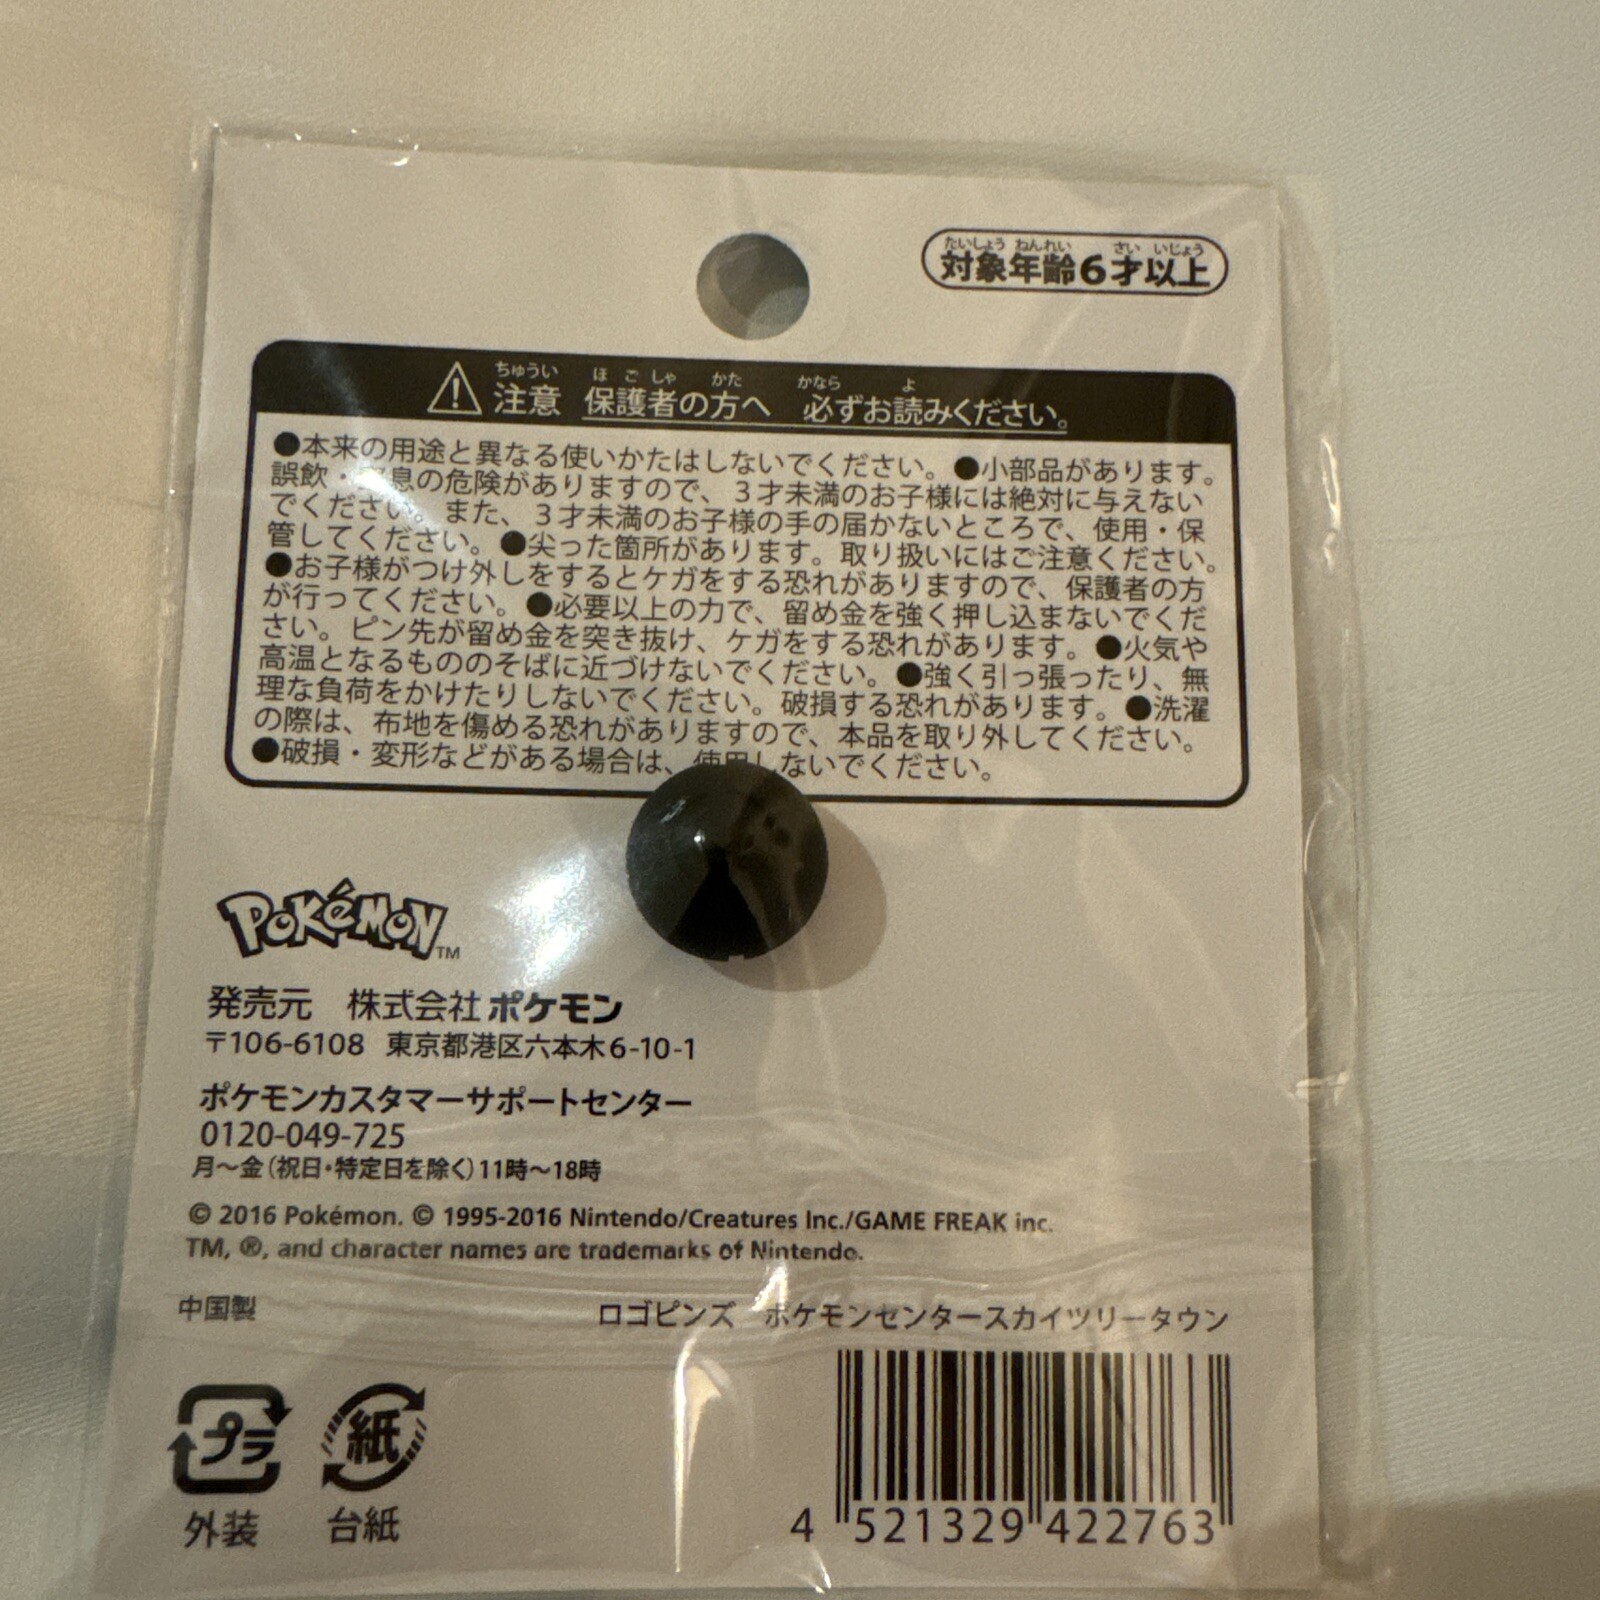 たいしょう ねんれい さい いじょう
対象年齢6才以上
ちゅうい ほごしゃ かた かなら よ
注意 保護者の方へ 必ずお読みください。
●本来の用途と異なる使いかたはしないでください。●小部品があります。
誤飲・ 息の危険がありますので、3才未満のお子様には絶対に与えない
でください。また、3才未満のお子様の手の届かないところで、使用・保
管してください。●尖った箇所があります。取り扱いにはご注意ください。
●お子様がつけ外しをするとケガをする恐れがありますので、保護者の方
が行ってください。●必要以上の力で、留め金を強く押し込まないでくだ
さい。ピン先が留め金を突き抜け、ケガをする恐れがあります。●火気や
高温となるもののそばに近づけないでください。●強く引っ張ったり、無
理な負荷をかけたりしないでください。破損する恐れがあります。●洗濯
の際は、布地を傷める恐れがありますので、本品を取り外してください。
●破損・変形などがある場合は、使用しないでください。
POKéMON TM
発売元 株式会社ポケモン
〒106-6108 東京都港区六本木6-10-1
ポケモンカスタマーサポートセンター
0120-049-725
月～金(祝日・特定日を除く)11時～18時
© 2016 Pokémon. © 1995-2016 Nintendo/Creatures Inc./GAME FREAK inc.
TM, ®, and character names are trademarks of Nintendo.
中国製 ロゴピンズ ポケモンセンタースカイツリータウン
プラ 紙
外装 台紙
4 521329 422763